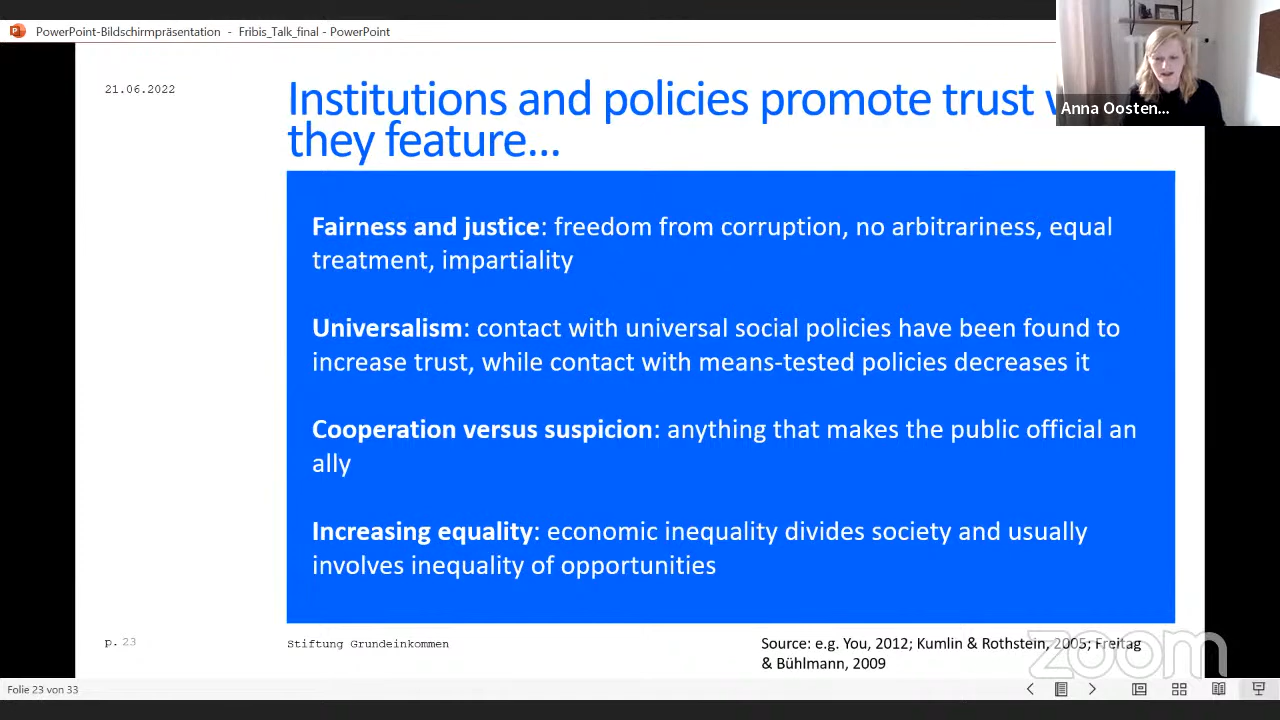 PowerPoint-Bildschirmpräsentation - Fribis_Talk_final - PowerPoint
Anna Oosten...
21.06.2022
Institutions and policies promote trust
they feature...
Fairness and justice: freedom from corruption, no arbitrariness, equal
treatment, impartiality
Universalism: contact with universal social policies have been found to
increase trust, while contact with means-tested policies decreases it
Cooperation versus suspicion: anything that makes the public official an
ally
Increasing equality: economic inequality divides society and usually
involves inequality of opportunities
p. 23
Stiftung Grundeinkommen
Source: e.g. You, 2012; Kumlin & Rothstein, 2005; Freitag
& Bühlmann, 2009
zoom
Folie 23 von 33